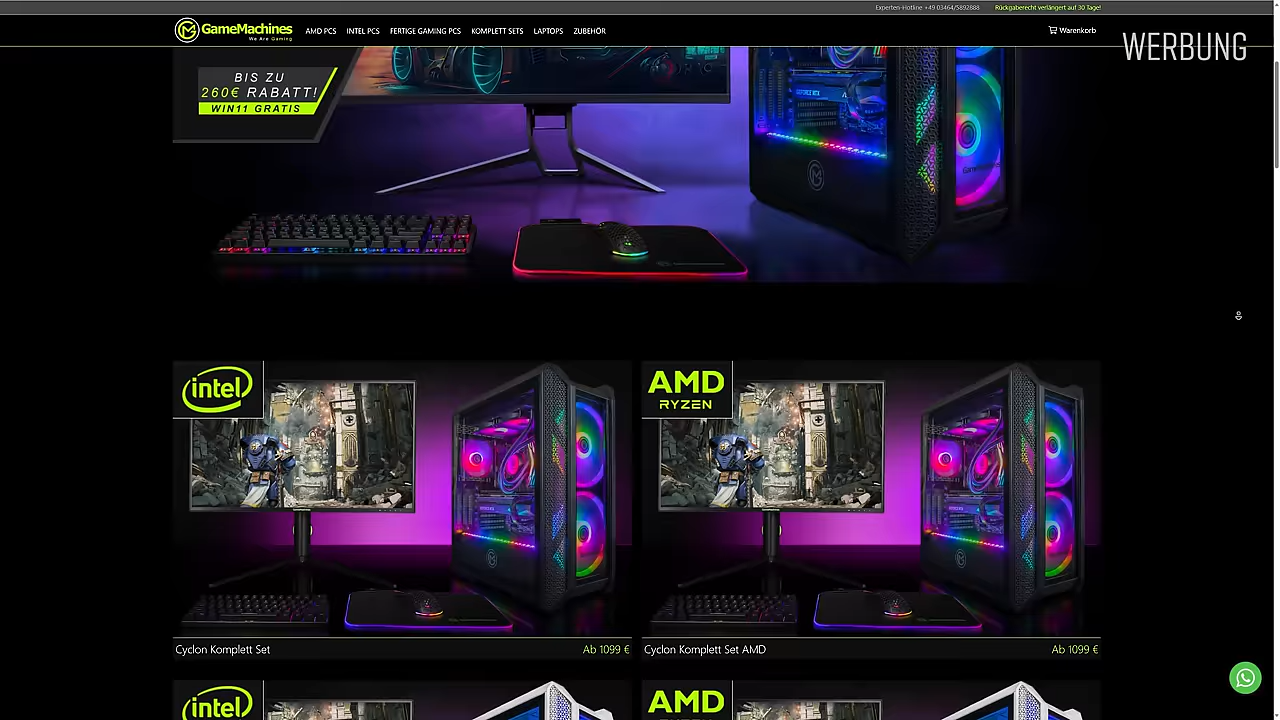 Experten-Hotline +49 03464/5892888 Rückgaberecht verlängert auf 30 Tage!
GameMachines
We Are Gaming
AMD PCS INTEL PCS FERTIGE GAMING PCS KOMPLETT SETS LAPTOPS ZUBEHÖR
Warenkorb
WERBUNG
BIS ZU
260€ RABATT!
WIN11 GRATIS
GEFORCE RTX
intel
AMD
RYZEN
Cyclon Komplett Set Ab 1099 €
Cyclon Komplett Set AMD Ab 1099 €
intel
AMD